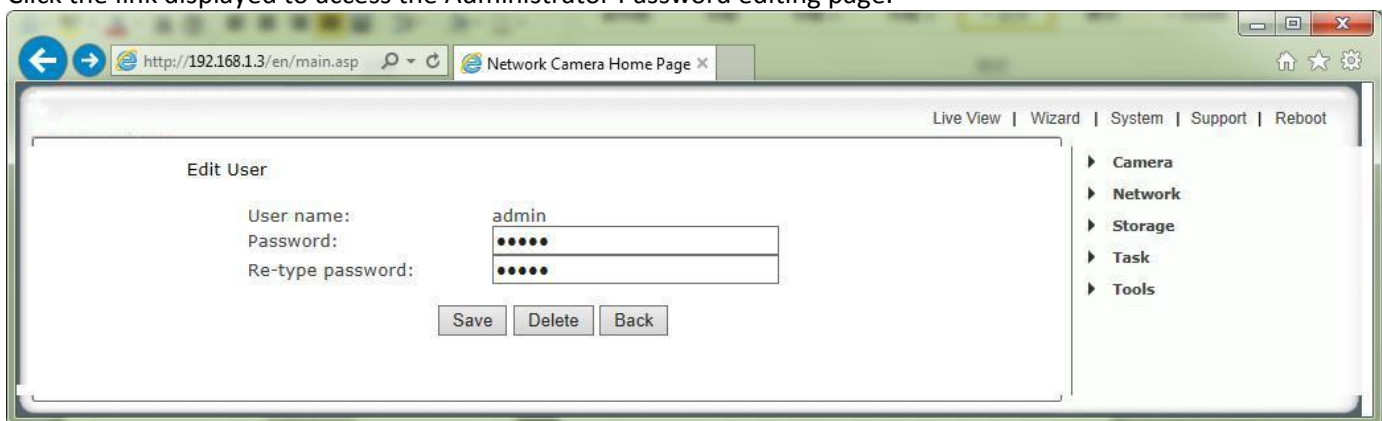 Click the link displayed to access the Administrator Password editing page.
http://192.168.1.3/en/main.asp
Network Camera Home Page
Live View | Wizard | System | Support | Reboot
Edit User
User name: admin
Password: •••••
Re-type password: •••••
Save Delete Back
Camera
Network
Storage
Task
Tools